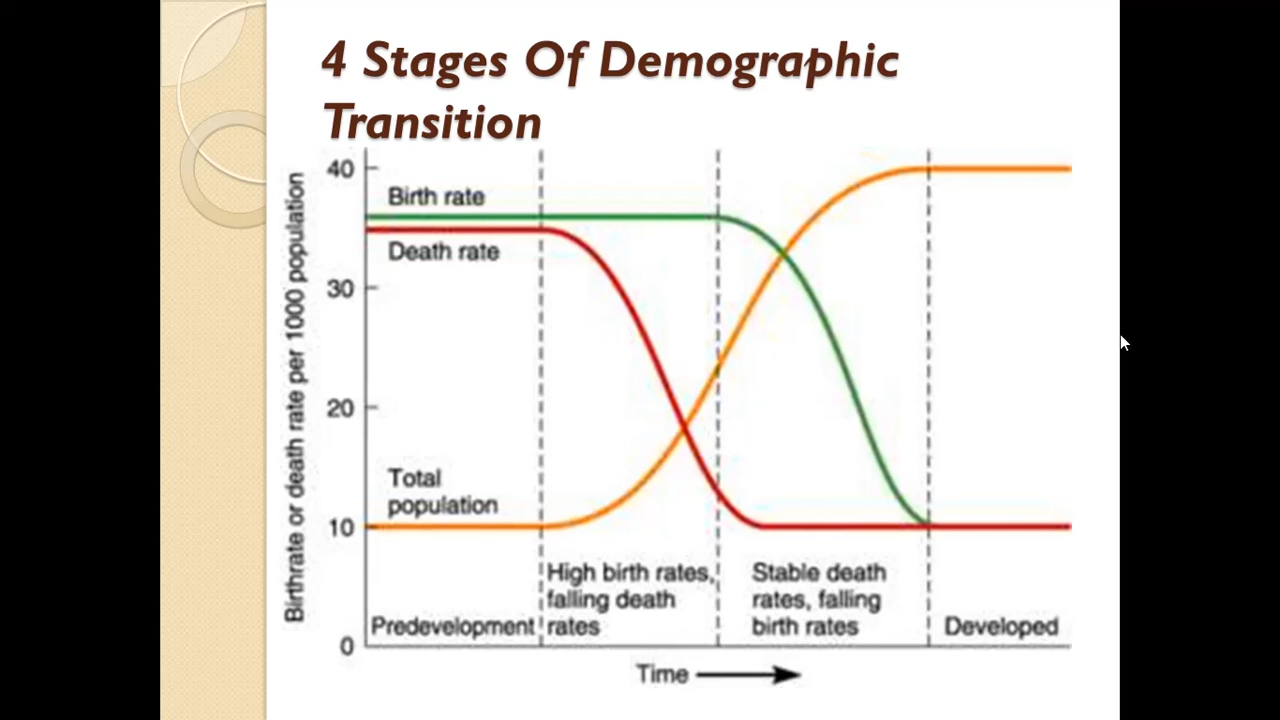 4 Stages Of Demographic
Transition
Birthrate or death rate per 1000 population
40
30
20
10
0
Birth rate
Death rate
Total
population
Predevelopment
High birth rates,
falling death
rates
Stable death
rates, falling
birth rates
Developed
Time